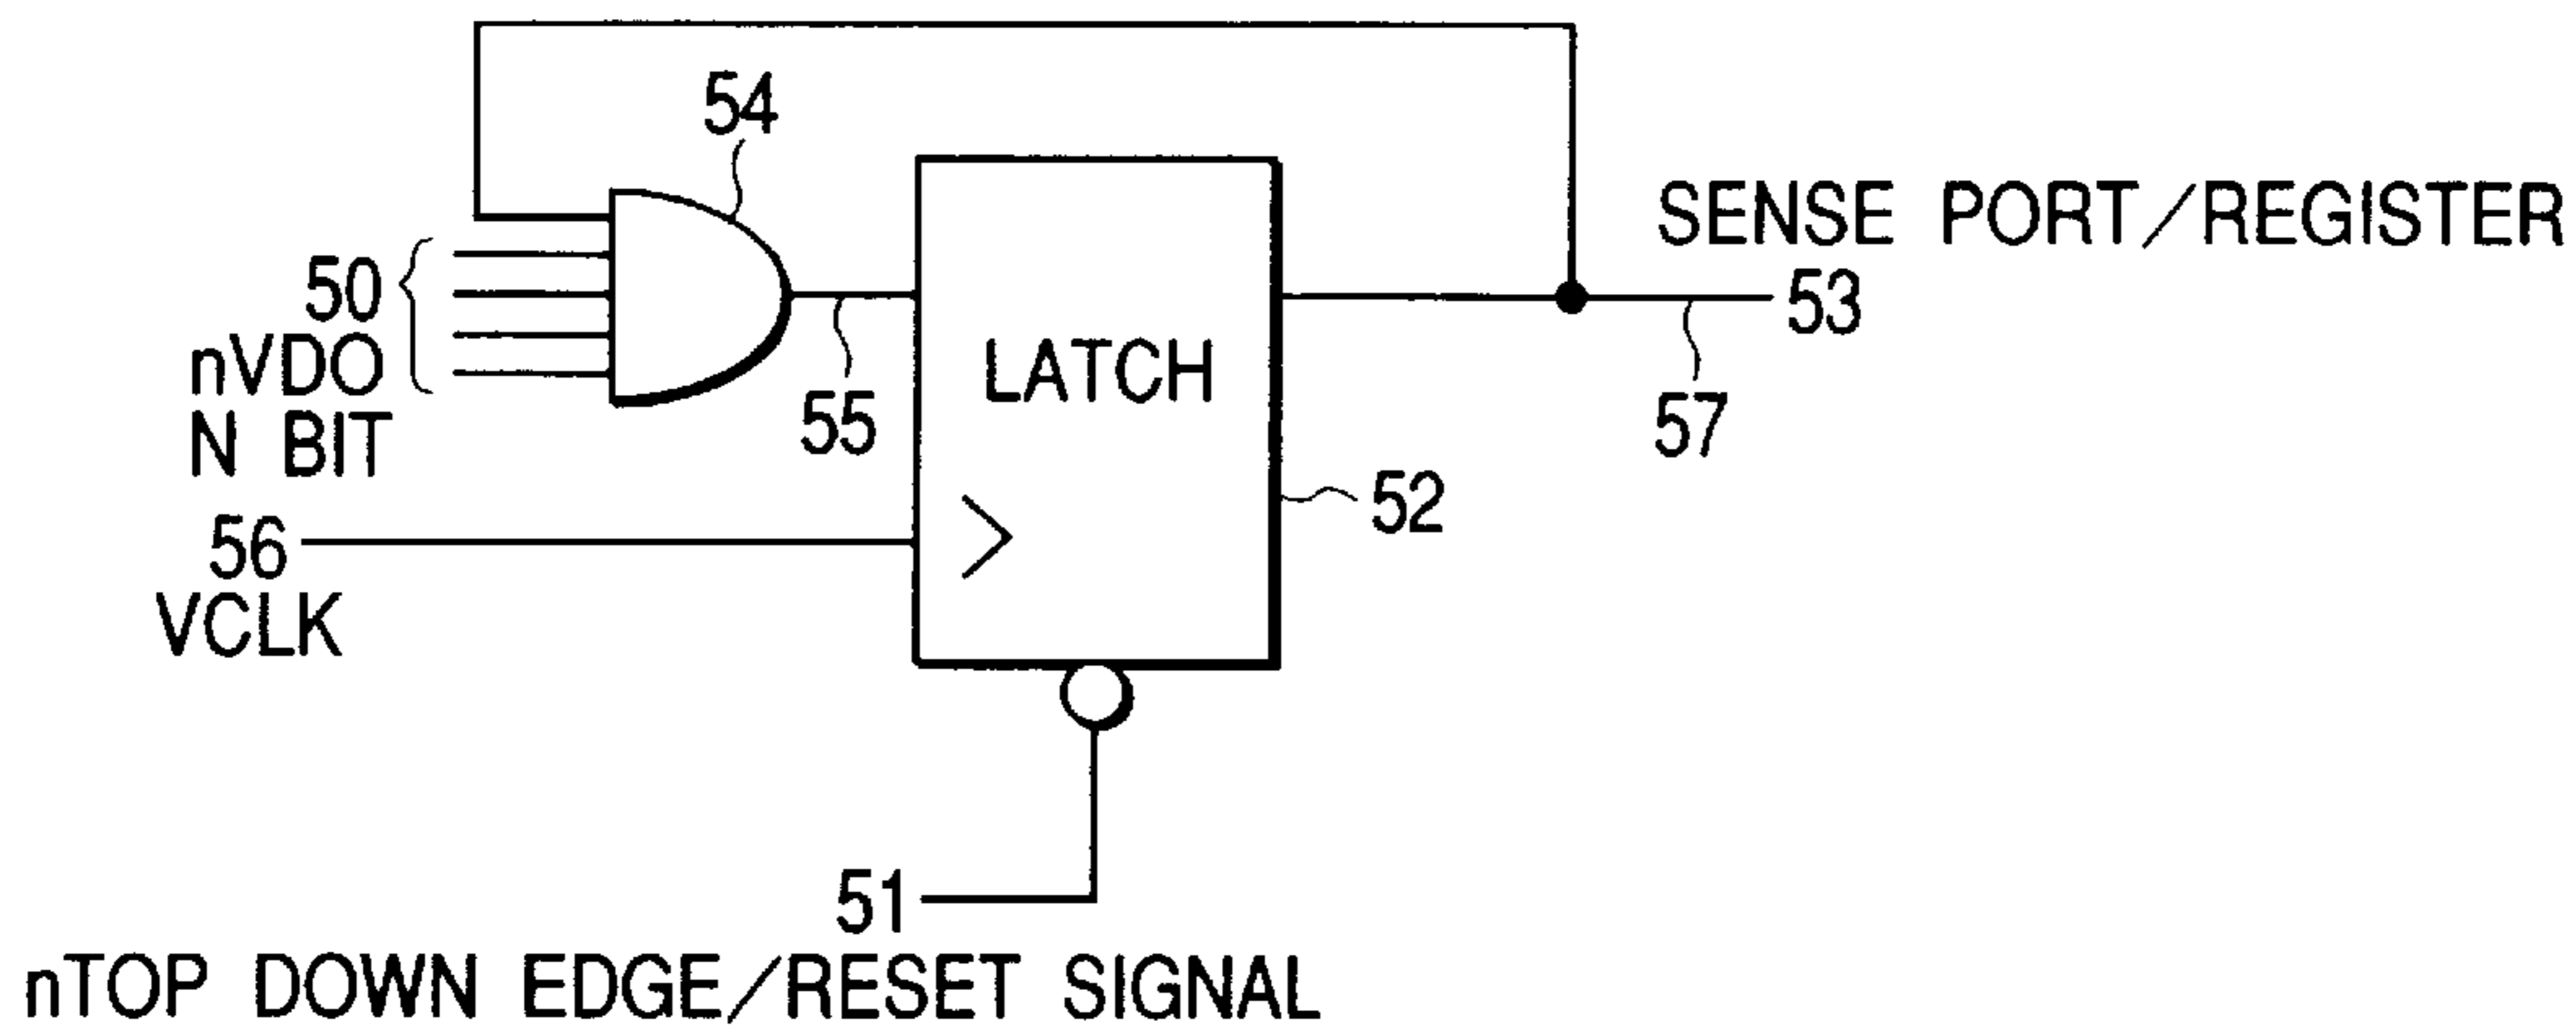 54
SENSE PORT/REGISTER
50
53
nVDO
LATCH
N BIT
55
57
52
56
VCLK
51
nTOP DOWN EDGE/RESET SIGNAL